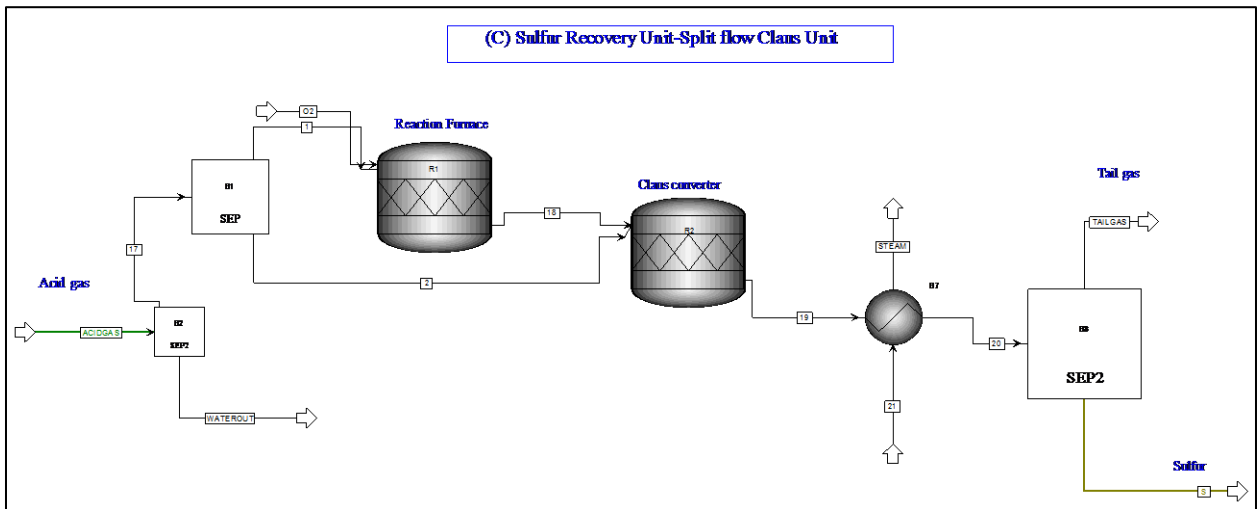 (C) Sulfur Recovery Unit-Split flow Claus Unit
O2
1
Reaction Furnace
R1
B1
SEP
Claus converter
Tail gas
18
R2
TAILGAS
STEAM
17
2
B7
Acid gas
B2
SEP2
ACIDGAS
19
20
B8
SEP2
WATEROUT
21
Sulfur
S